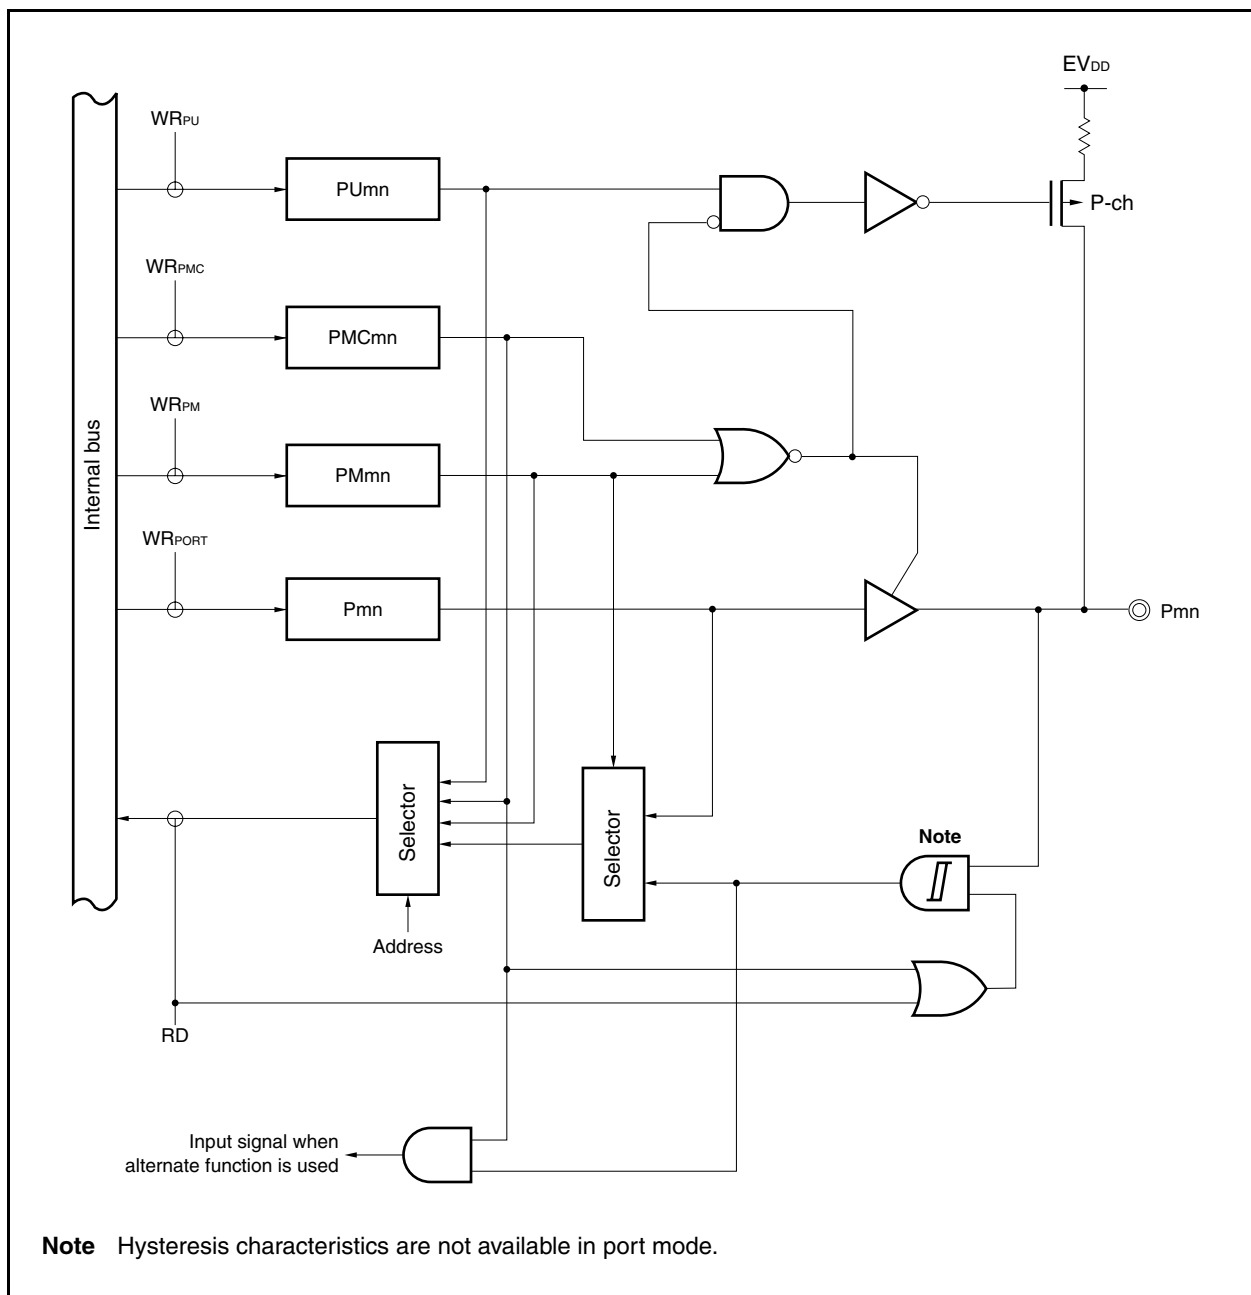 EVDD
WRPU
PUmn
P-ch
WRPMC
PMCmn
WRPM
PMmn
Internal bus
WRPORT
Pmn
Pmn
Selector
Selector
Note
Address
RD
Input signal when
alternate function is used
Note Hysteresis characteristics are not available in port mode.